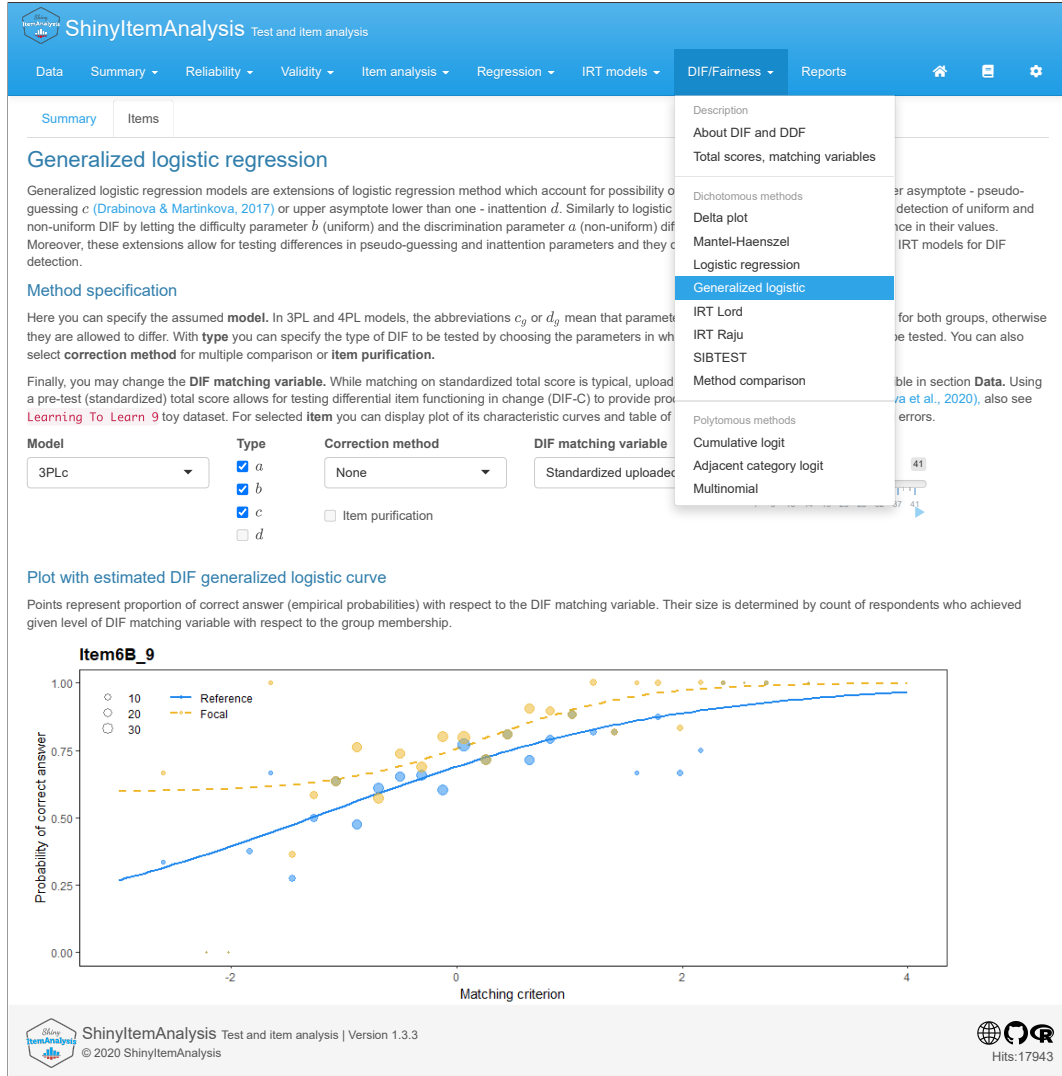 ShinyItemAnalysis Test and item analysis
Data Summary Reliability Validity Item analysis Regression IRT models DIF/Fairness Reports
Summary Items
Description
About DIF and DDF
Total scores, matching variables
Dichotomous methods
Delta plot
Mantel-Haenszel
Logistic regression
Generalized logistic
IRT Lord
IRT Raju
SIBTEST
Method comparison
Polytomous methods
Cumulative logit
Adjacent category logit
Multinomial
Generalized logistic regression
Generalized logistic regression models are extensions of logistic regression method which account for possibility o er asymptote - pseudo-
guessing c (Drabinova & Martinkova, 2017) or upper asymptote lower than one - inattention d. Similarly to logistic detection of uniform and
non-uniform DIF by letting the difficulty parameter b (uniform) and the discrimination parameter a (non-uniform) dif nce in their values.
Moreover, these extensions allow for testing differences in pseudo-guessing and inattention parameters and they c IRT models for DIF
detection.
Method specification
Here you can specify the assumed model. In 3PL and 4PL models, the abbreviations cg or dg mean that paramete for both groups, otherwise
they are allowed to differ. With type you can specify the type of DIF to be tested by choosing the parameters in wh be tested. You can also
select correction method for multiple comparison or item purification.
Finally, you may change the DIF matching variable. While matching on standardized total score is typical, upload ble in section Data. Using
a pre-test (standardized) total score allows for testing differential item functioning in change (DIF-C) to provide proo va et al., 2020), also see
Learning To Learn 9 toy dataset. For selected item you can display plot of its characteristic curves and table of errors.
Model Type Correction method DIF matching variable
3PLc a None Standardized uploaded 41
b
c Item purification
d
Plot with estimated DIF generalized logistic curve
Points represent proportion of correct answer (empirical probabilities) with respect to the DIF matching variable. Their size is determined by count of respondents who achieved
given level of DIF matching variable with respect to the group membership.
Item6B_9
1.00
10 Reference
20 Focal
30
0.75
0.50
0.25
0.00
Probability of correct answer
-2 0 2 4
Matching criterion
Shiny
ItemAnalysis
ShinyItemAnalysis Test and item analysis | Version 1.3.3
© 2020 ShinyItemAnalysis
Hits:17943